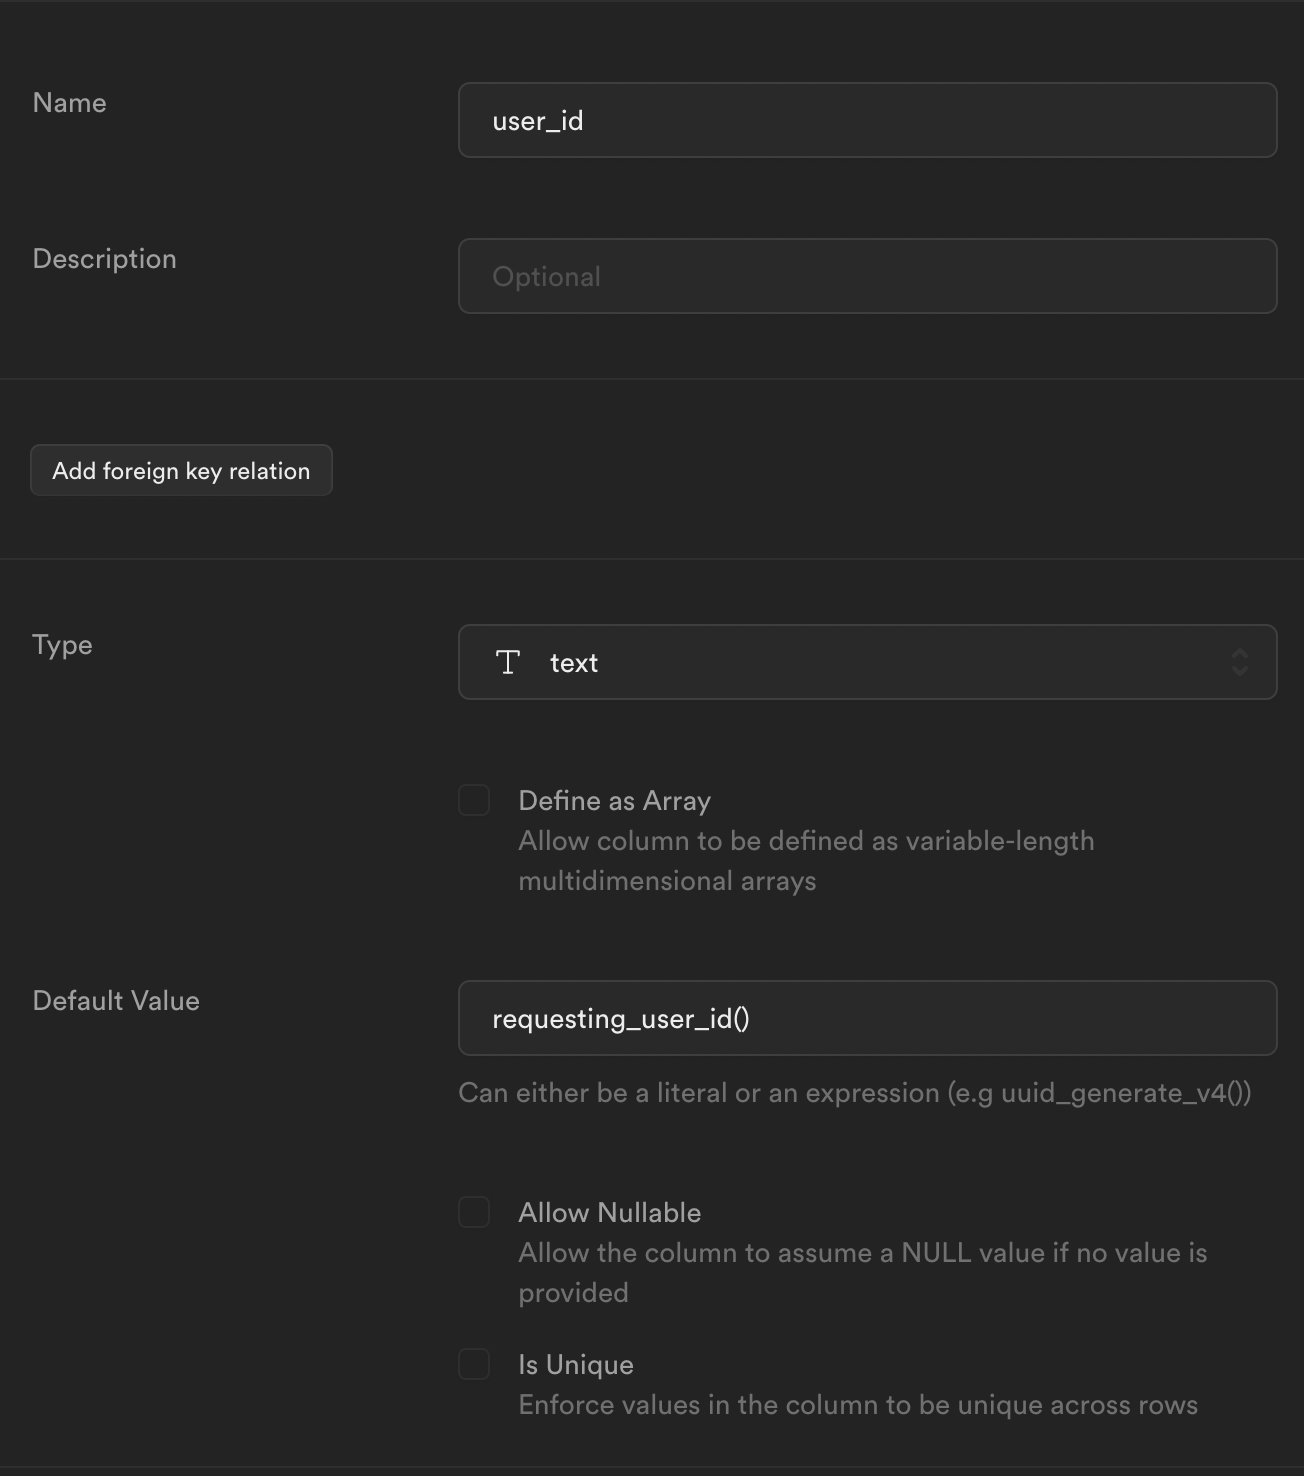 Name
user_id
Description
Optional
Add foreign key relation
Type
text
Define as Array
Allow column to be defined as variable-length
multidimensional arrays
Default Value
requesting_user_id()
Can either be a literal or an expression (e.g uuid_generate_v4())
Allow Nullable
Allow the column to assume a NULL value if no value is
provided
Is Unique
Enforce values in the column to be unique across rows